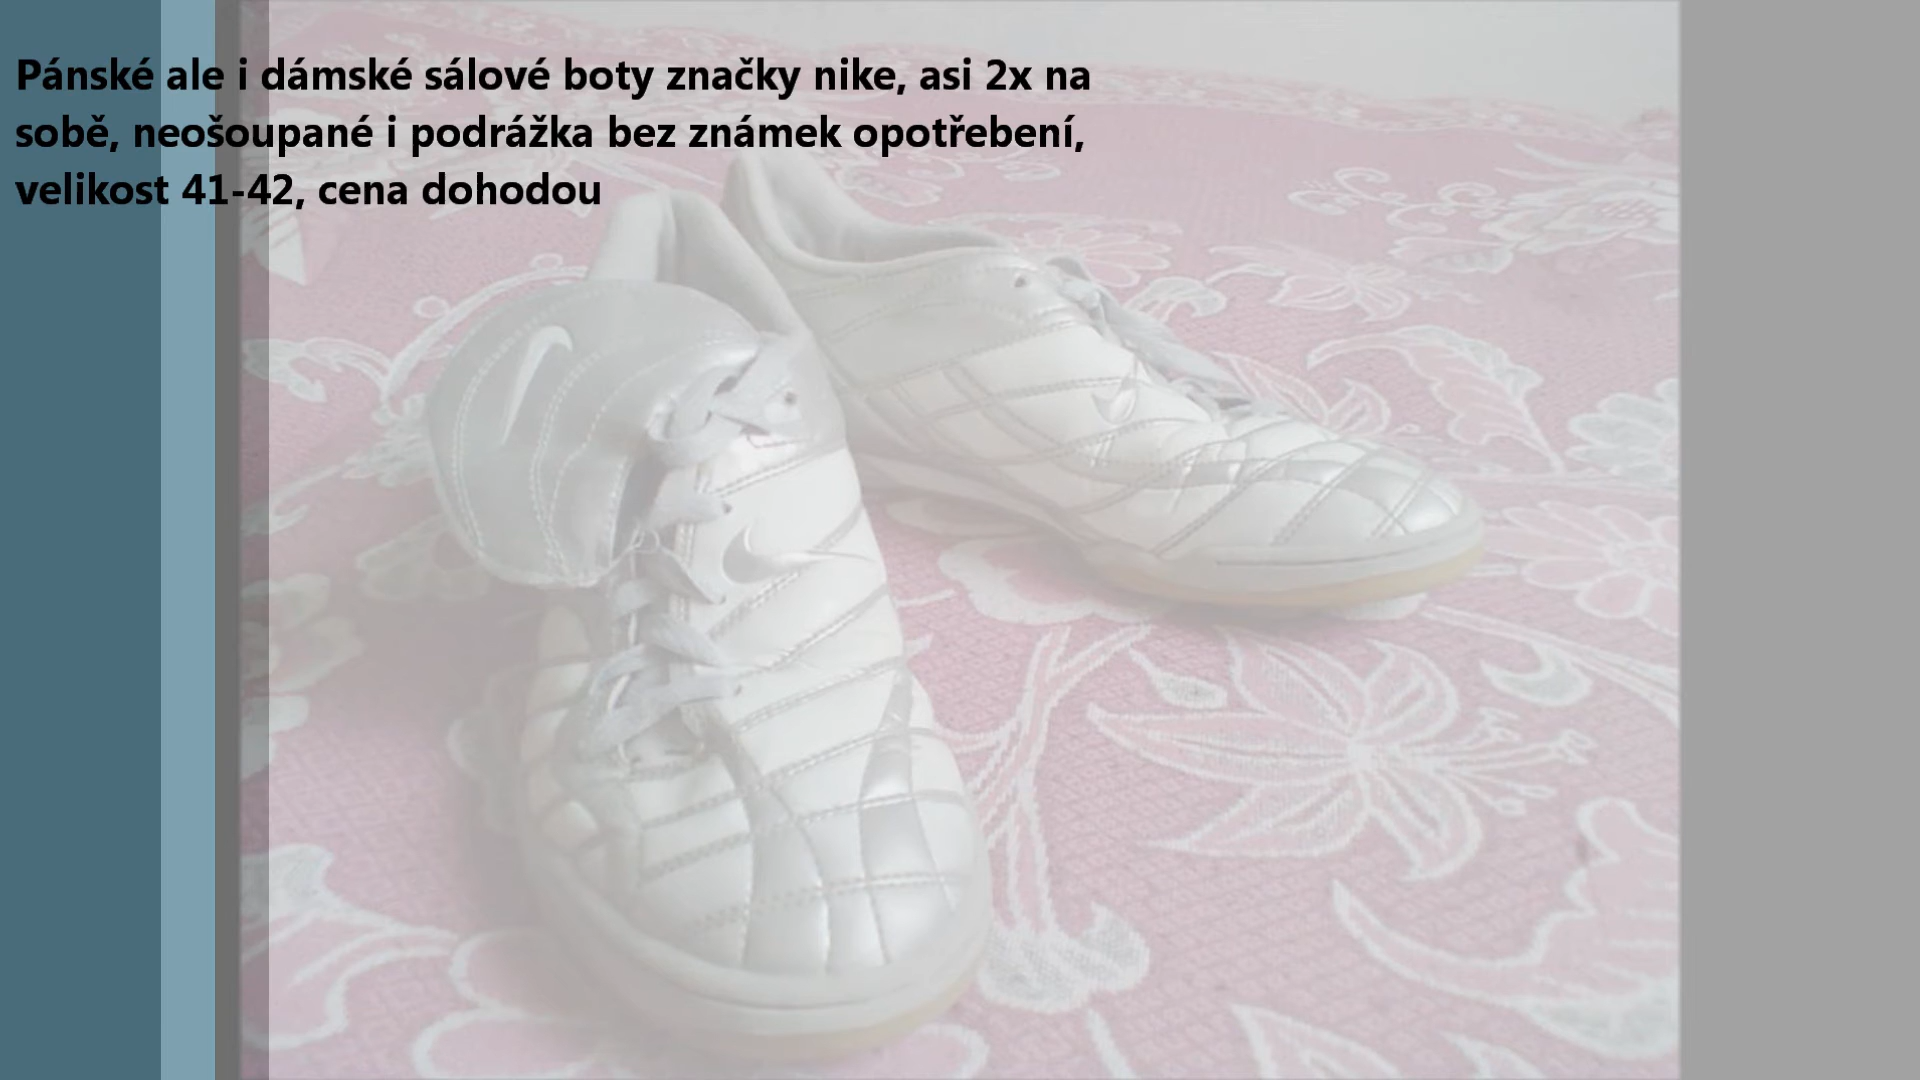 Pánské ale i dámské sálové boty značky nike, asi 2x na
sobě, neošoupané i podrážka bez známek opotřebení,
velikost 41-42, cena dohodou